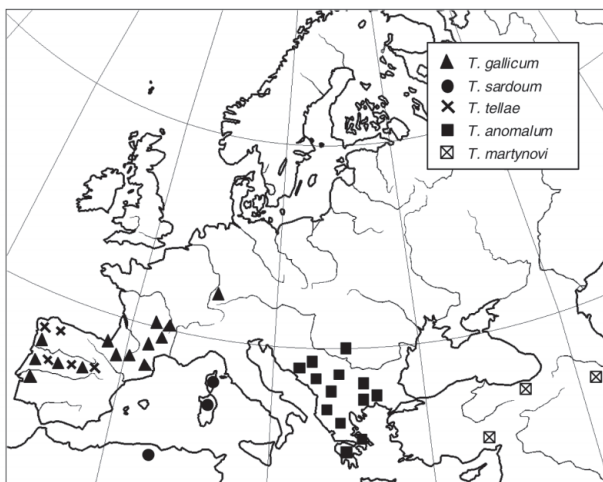 T. gallicum
T. sardoum
T. tellae
T. anomalum
T. martynovi